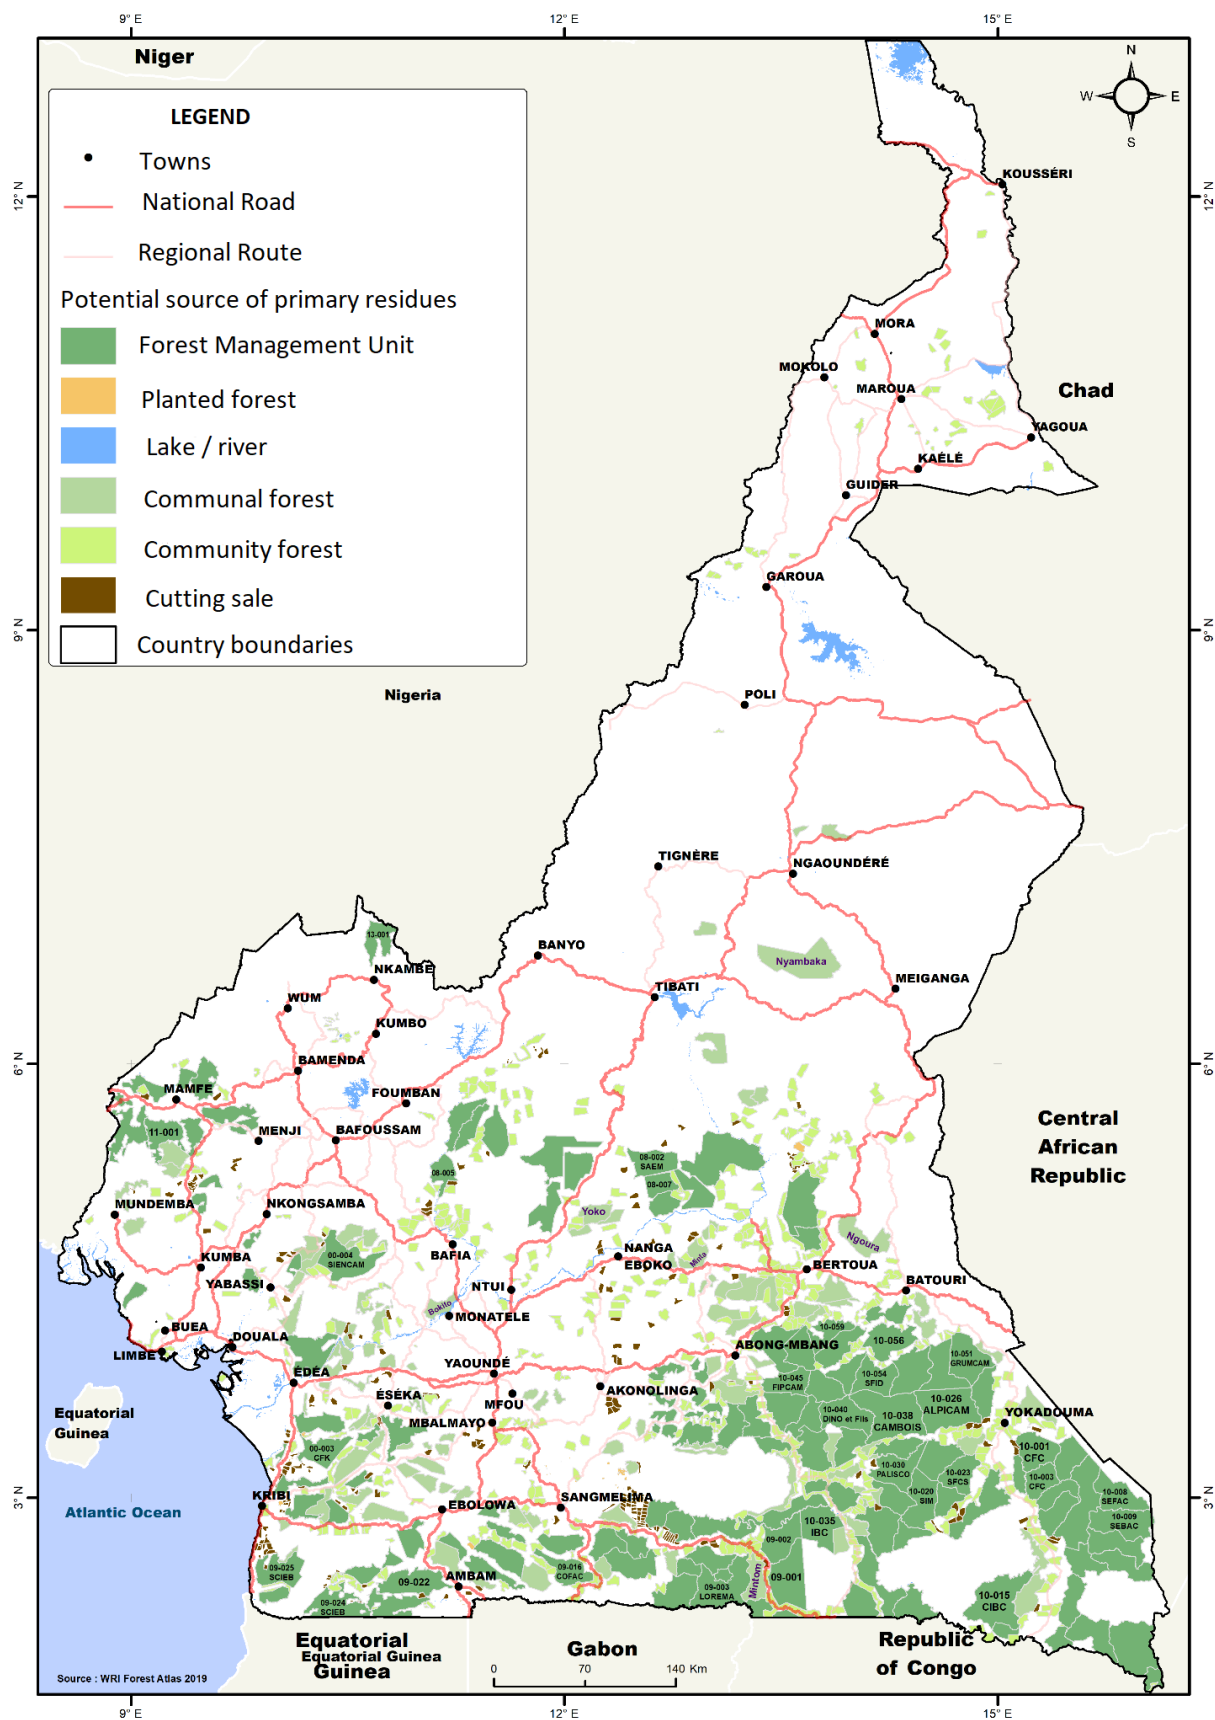 9° E
12° E
15° E
Niger
N
W
E
S
LEGEND
Towns
National Road
Regional Route
Potential source of primary residues
Forest Management Unit
Planted forest
Lake / river
Communal forest
Community forest
Cutting sale
Country boundaries
12° N
12° N
KOUSSÉRI
MORA
MOKOLO
MAROUA
Chad
YAGOUA
KAÉLÉ
GUIDER
GAROUA
9° N
9° N
Nigeria
POLI
TIGNÈRE
NGAOUNDÉRÉ
13-001
BANYO
Nyambaka
NKAMBE
MEIGANGA
TIBATI
WUM
KUMBO
6° N
6° N
BAMENDA
MAMFE
FOUMBAN
Central
African
Republic
11-001
MENJI
BAFOUSSAM
08-002
SAEM
08-005
08-007
MUNDEMBA
NKONGSAMBA
Yoko
Ngoura
00-004
SIENCAM
BAFIA
NANGA
EBOKO
Minla
KUMBA
YABASSI
NTUI
BERTOUA
BATOURI
Bokito
MONATELE
BUEA
DOUALA
10-059
10-056
LIMBE
ABONG-MBANG
10-051
GRUMCAM
YAOUNDÉ
ÉDÉA
10-045
FIPCAM
10-054
SFID
AKONOLINGA
ÉSÉKA
MFOU
10-026
ALPICAM
Equatorial
Guinea
MBALMAYO
10-040
DINO et Fils
10-038
CAMBOIS
YOKADOUMA
00-003
CFK
10-001
CFC
10-030
PALISCO
10-023
SFCS
10-003
CFC
10-020
SIM
10-008
SEFAC
KRIBI
EBOLOWA
SANGMELIMA
3° N
3° N
Atlantic Ocean
10-009
SEBAC
10-035
IBC
09-002
09-025
SCIEB
09-016
COFAC
AMBAM
09-022
09-001
Mintom
09-003
LOREMA
10-015
CIBC
09-024
SCIEB
Equatorial
Equatorial Guinea
Guinea
Gabon
Republic
of Congo
0
70
140 Km
Source : WRI Forest Atlas 2019
9° E
12° E
15° E